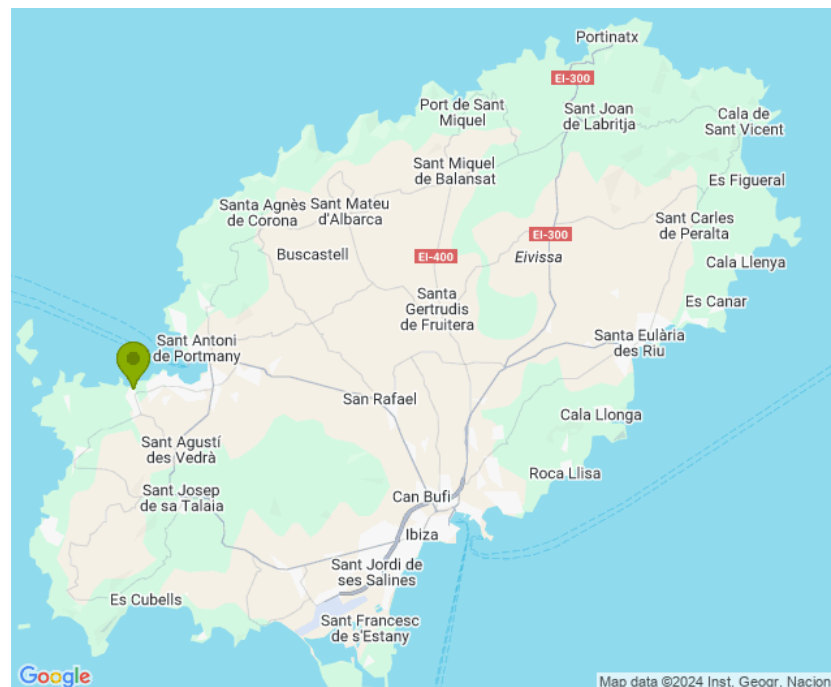 Portinatx
EI-300
Port de Sant
Miquel
Sant Joan
de Labritja
Cala de
Sant Vicent
Sant Miquel
de Balansat
Es Figueral
Santa Agnès
de Corona
Sant Mateu
d'Albarca
Sant Carles
de Peralta
EI-300
Buscastell
EI-400
Eivissa
Cala Llenya
Santa
Gertrudis
de Fruitera
Es Canar
Sant Antoni
de Portmany
Santa Eulària
des Riu
San Rafael
Cala Llonga
Sant Agustí
des Vedrà
Roca Llisa
Sant Josep
de sa Talaia
Can Bufi
Ibiza
Sant Jordi de
ses Salines
Es Cubells
Sant Francesc
de s'Estany
Google
Map data ©2024 Inst. Geogr. Nacion